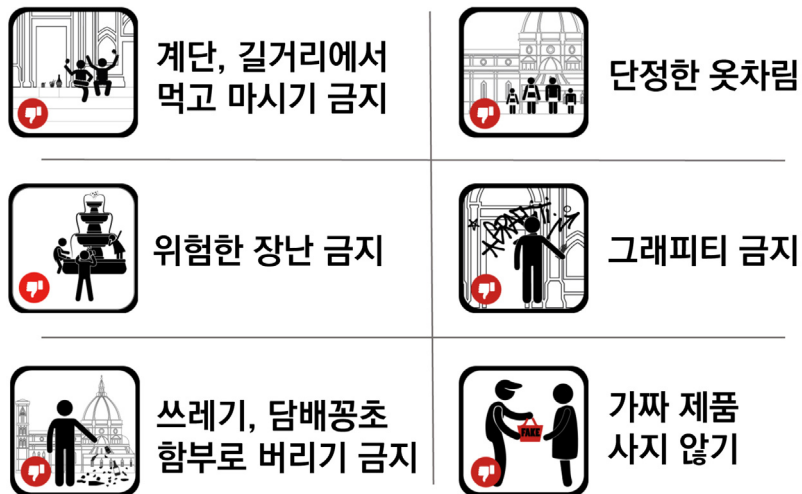 계단, 길거리에서
먹고 마시기 금지
단정한 옷차림
위험한 장난 금지
GRAFFITI
그래피티 금지
쓰레기, 담배꽁초
함부로 버리기 금지
FAKE
가짜 제품
사지 않기